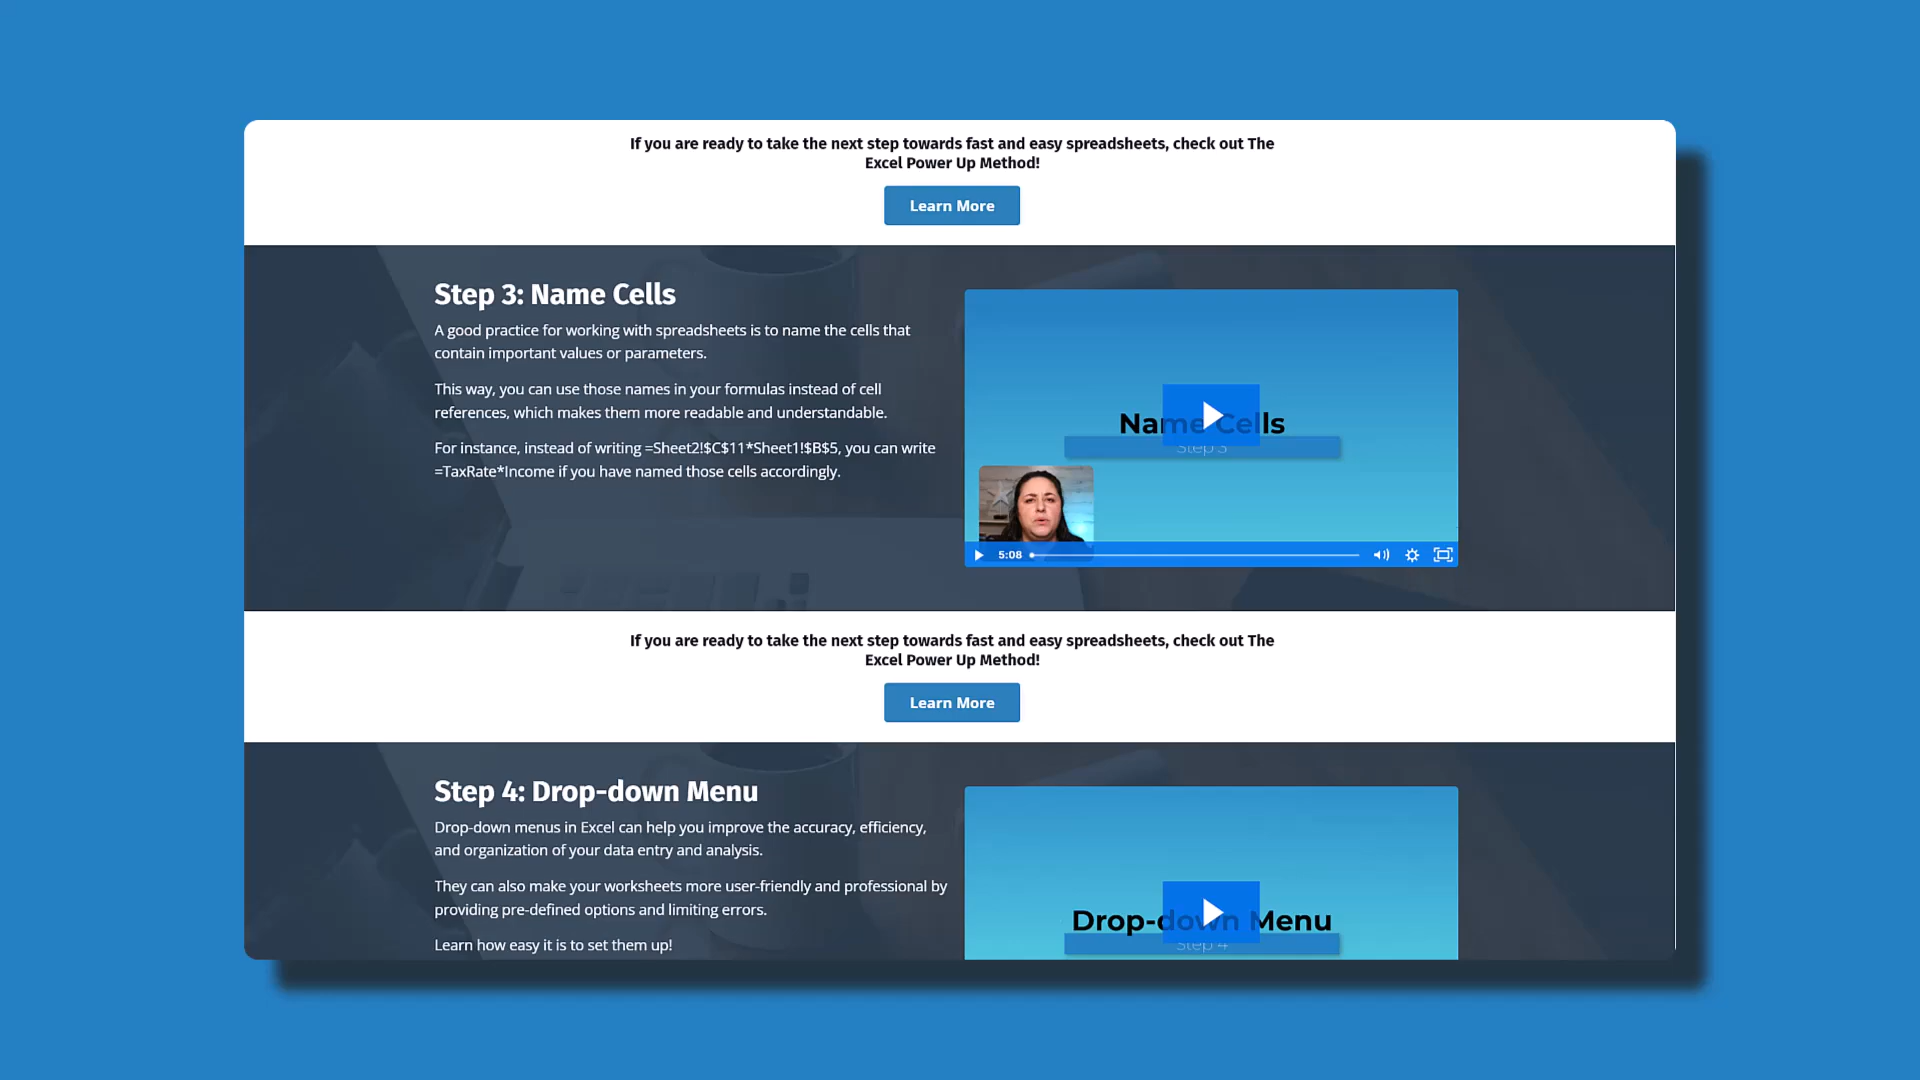 If you are ready to take the next step towards fast and easy spreadsheets, check out The
Excel Power Up Method!
Learn More
Step 3: Name Cells
A good practice for working with spreadsheets is to name the cells that
contain important values or parameters.
This way, you can use those names in your formulas instead of cell
references, which makes them more readable and understandable.
For instance, instead of writing =Sheet2!$C$11*Sheet1!$B$5, you can write
=TaxRate*Income if you have named those cells accordingly.
Name Cells
Step 3
5:08
If you are ready to take the next step towards fast and easy spreadsheets, check out The
Excel Power Up Method!
Learn More
Step 4: Drop-down Menu
Drop-down menus in Excel can help you improve the accuracy, efficiency,
and organization of your data entry and analysis.
They can also make your worksheets more user-friendly and professional by
providing pre-defined options and limiting errors.
Learn how easy it is to set them up!
Drop-down Menu
Step 4